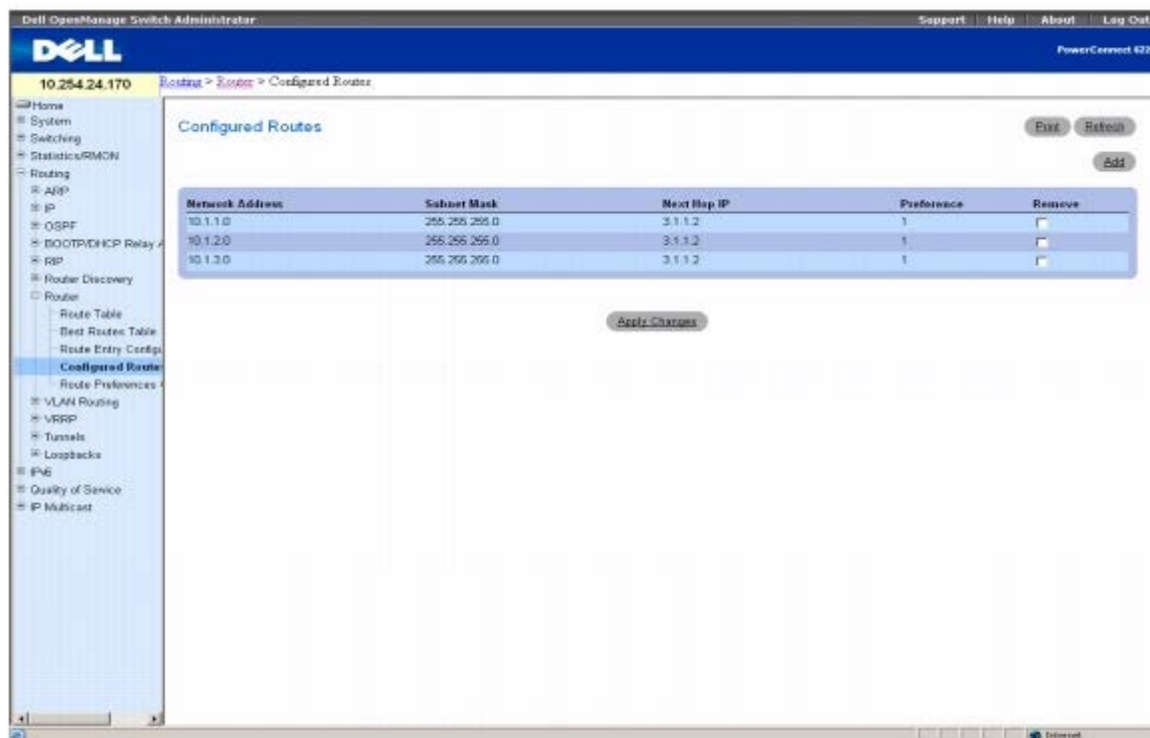 Dell OpenManage Switch Administrator
Support Help About Log Out
DELL
PowerConnect 622
10.254.24.170
Routing > Router > Configured Routes
Home
System
Switching
Statistics/RMON
Routing
ARP
IP
OSPF
BOOTP/DHCP Relay A
RIP
Router Discovery
Router
Route Table
Best Routes Table
Route Entry Configu
Configured Routes
Route Preferences
VLAN Routing
VRRP
Tunnels
Loopbacks
IPv6
Quality of Service
IP Multicast
Configured Routes
Print Refresh
Add
Network Address Subnet Mask Next Hop IP Preference Remove
10.1.1.0 255.255.255.0 3.1.1.2 1
10.1.2.0 255.255.255.0 3.1.1.2 1
10.1.3.0 255.255.255.0 3.1.1.2 1
Apply Changes
Internet